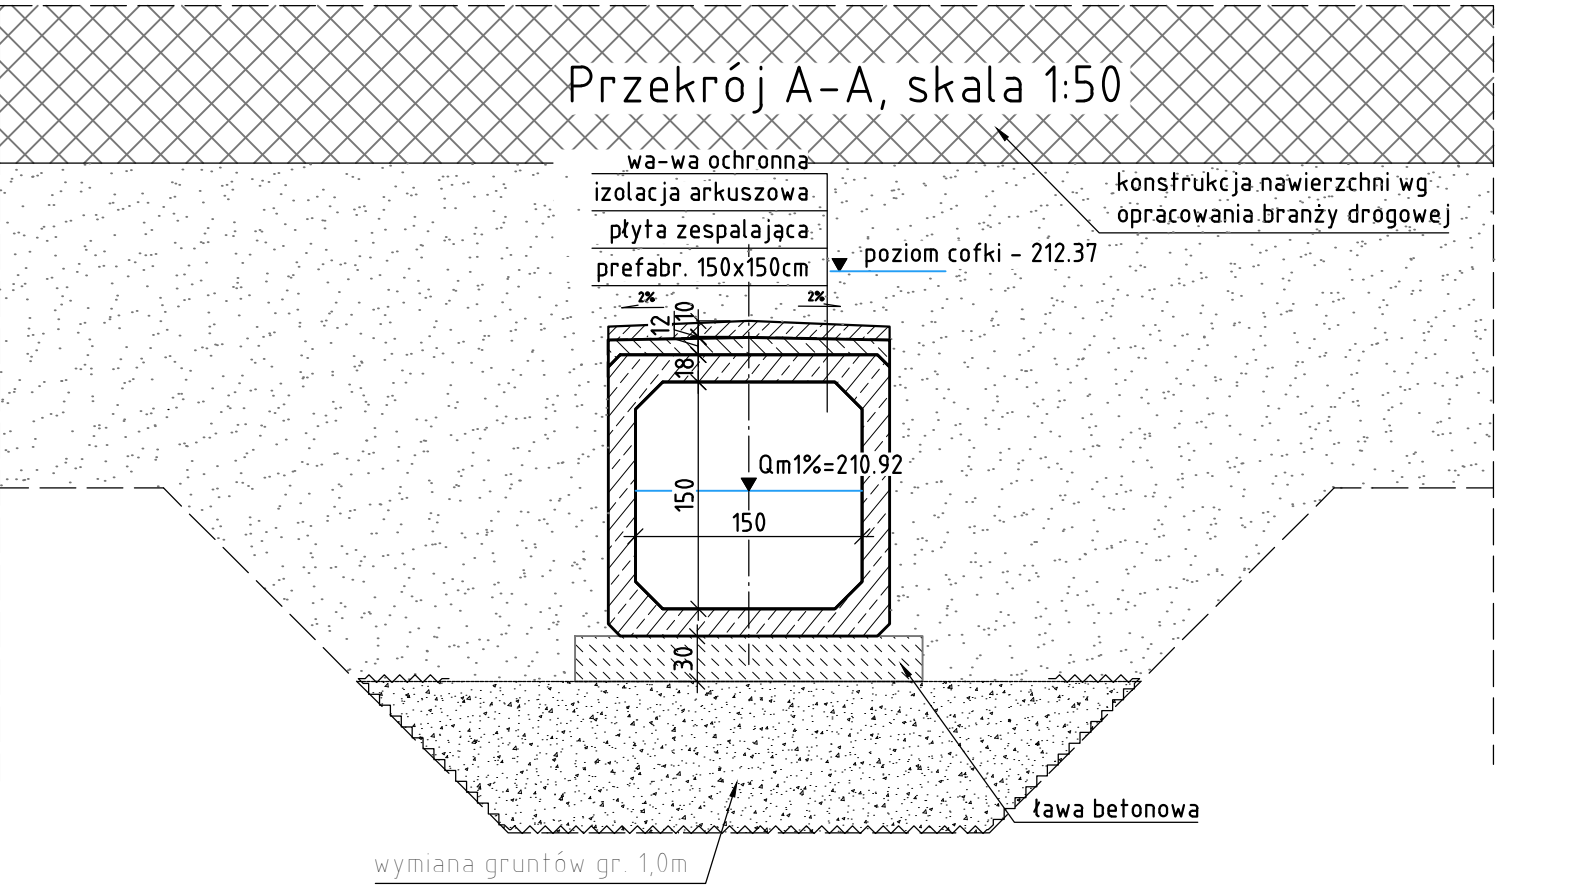 Przekrój A-A, skala 1:50
wa-wa ochronna
izolacja arkuszowa
płyta zespalająca
prefabr. 150x150cm
konstrukcja nawierzchni wg
opracowania branży drogowej
poziom cofki - 212.37
2%
2%
10
12
18
Qm1%=210.92
150
150
30
ława betonowa
wymiana gruntów gr. 1,0m